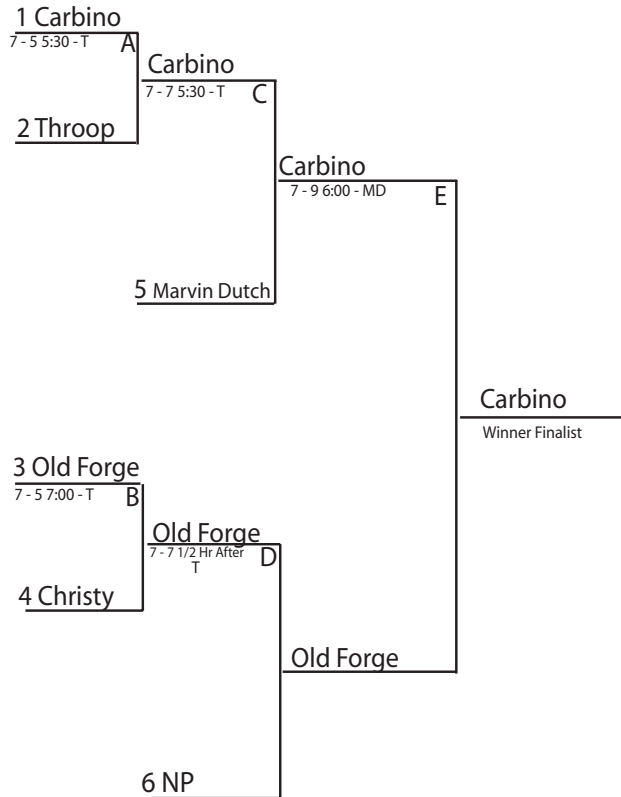 1 Carbino
7 - 5 5:30 - T
A
Carbino
7 - 7 5:30 - T
C
2 Throop
Carbino
7 - 9 6:00 - MD
E
5 Marvin Dutch
Carbino
Winner Finalist
3 Old Forge
7 - 5 7:00 - T
B
Old Forge
7 - 7 1/2 Hr After
T
D
4 Christy
Old Forge
6 NP